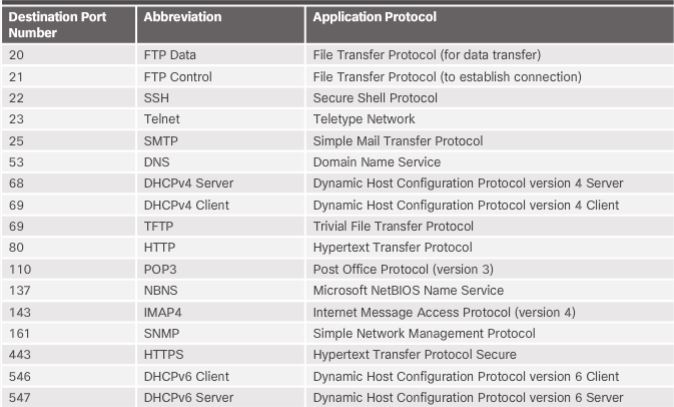 Destination Port Number Abbreviation Application Protocol
20 FTP Data File Transfer Protocol (for data transfer)
21 FTP Control File Transfer Protocol (to establish connection)
22 SSH Secure Shell Protocol
23 Telnet Teletype Network
25 SMTP Simple Mail Transfer Protocol
53 DNS Domain Name Service
68 DHCPv4 Server Dynamic Host Configuration Protocol version 4 Server
69 DHCPv4 Client Dynamic Host Configuration Protocol version 4 Client
69 TFTP Trivial File Transfer Protocol
80 HTTP Hypertext Transfer Protocol
110 POP3 Post Office Protocol (version 3)
137 NBNS Microsoft NetBIOS Name Service
143 IMAP4 Internet Message Access Protocol (version 4)
161 SNMP Simple Network Management Protocol
443 HTTPS Hypertext Transfer Protocol Secure
546 DHCPv6 Client Dynamic Host Configuration Protocol version 6 Client
547 DHCPv6 Server Dynamic Host Configuration Protocol version 6 Server